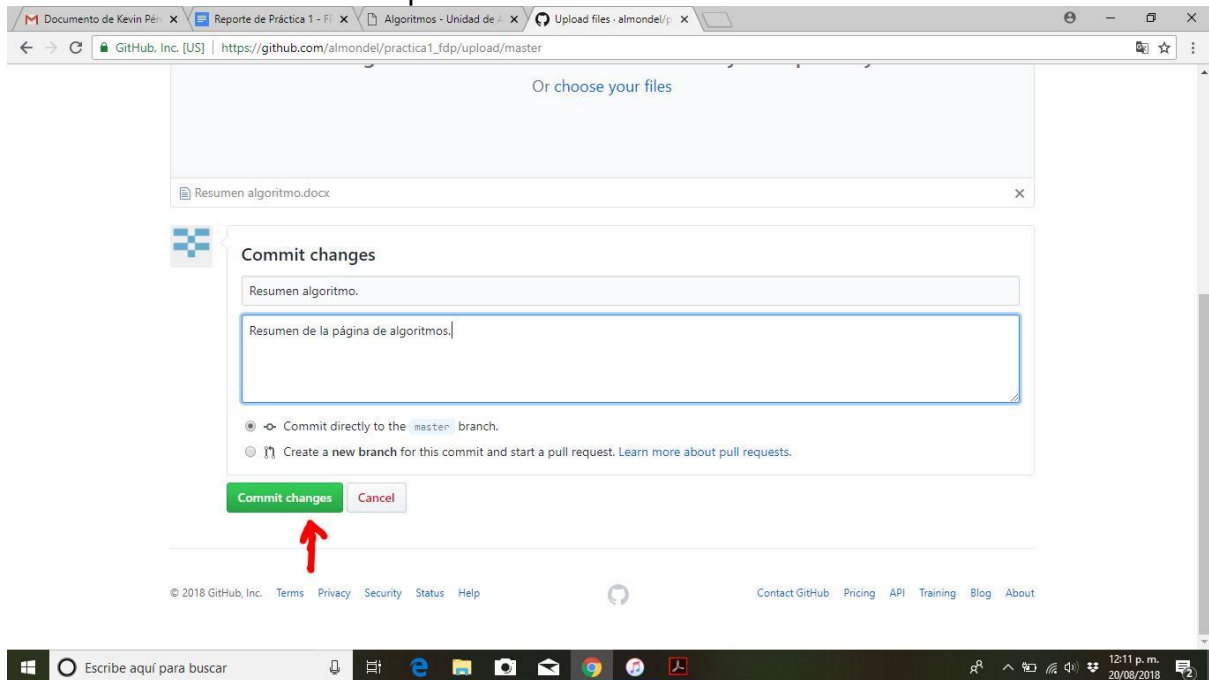 Documento de Kevin Pér
Reporte de Práctica 1 - Fi
Algoritmos - Unidad de A
Upload files · almondel/p
GitHub, Inc. [US] | https://github.com/almondel/practica1_fdp/upload/master
Or choose your files
Resumen algoritmo.docx
Commit changes
Resumen algoritmo.
Resumen de la página de algoritmos.
Commit directly to the master branch.
Create a new branch for this commit and start a pull request. Learn more about pull requests.
Commit changes Cancel
© 2018 GitHub, Inc. Terms Privacy Security Status Help Contact GitHub Pricing API Training Blog About
Escribe aquí para buscar
12:11 p. m.
20/08/2018
2